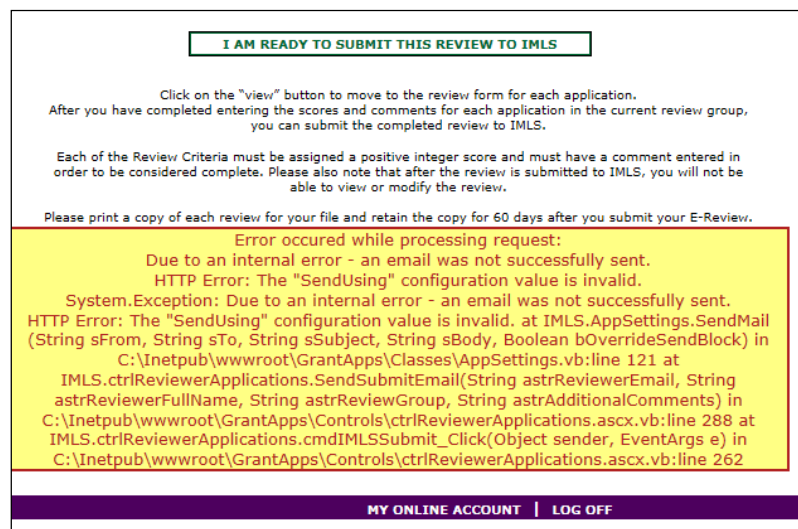 I AM READY TO SUBMIT THIS REVIEW TO IMLS
Click on the “view” button to move to the review form for each application.
After you have completed entering the scores and comments for each application in the current review group,
you can submit the completed review to IMLS.
Each of the Review Criteria must be assigned a positive integer score and must have a comment entered in
order to be considered complete. Please also note that after the review is submitted to IMLS, you will not be
able to view or modify the review.
Please print a copy of each review for your file and retain the copy for 60 days after you submit your E-Review.
Error occured while processing request:
Due to an internal error - an email was not successfully sent.
HTTP Error: The "SendUsing" configuration value is invalid.
System.Exception: Due to an internal error - an email was not successfully sent.
HTTP Error: The "SendUsing" configuration value is invalid. at IMLS.AppSettings.SendMail
(String sFrom, String sTo, String sSubject, String sBody, Boolean bOverrideSendBlock) in
C:\Inetpub\wwwroot\GrantApps\Classes\AppSettings.vb:line 121 at
IMLS.ctrlReviewerApplications.SendSubmitEmail(String astrReviewerEmail, String
astrReviewerFullName, String astrReviewGroup, String astrAdditionalComments) in
C:\Inetpub\wwwroot\GrantApps\Controls\ctrlReviewerApplications.ascx.vb:line 288 at
IMLS.ctrlReviewerApplications.cmdIMLSSubmit_Click(Object sender, EventArgs e) in
C:\Inetpub\wwwroot\GrantApps\Controls\ctrlReviewerApplications.ascx.vb:line 262
MY ONLINE ACCOUNT | LOG OFF